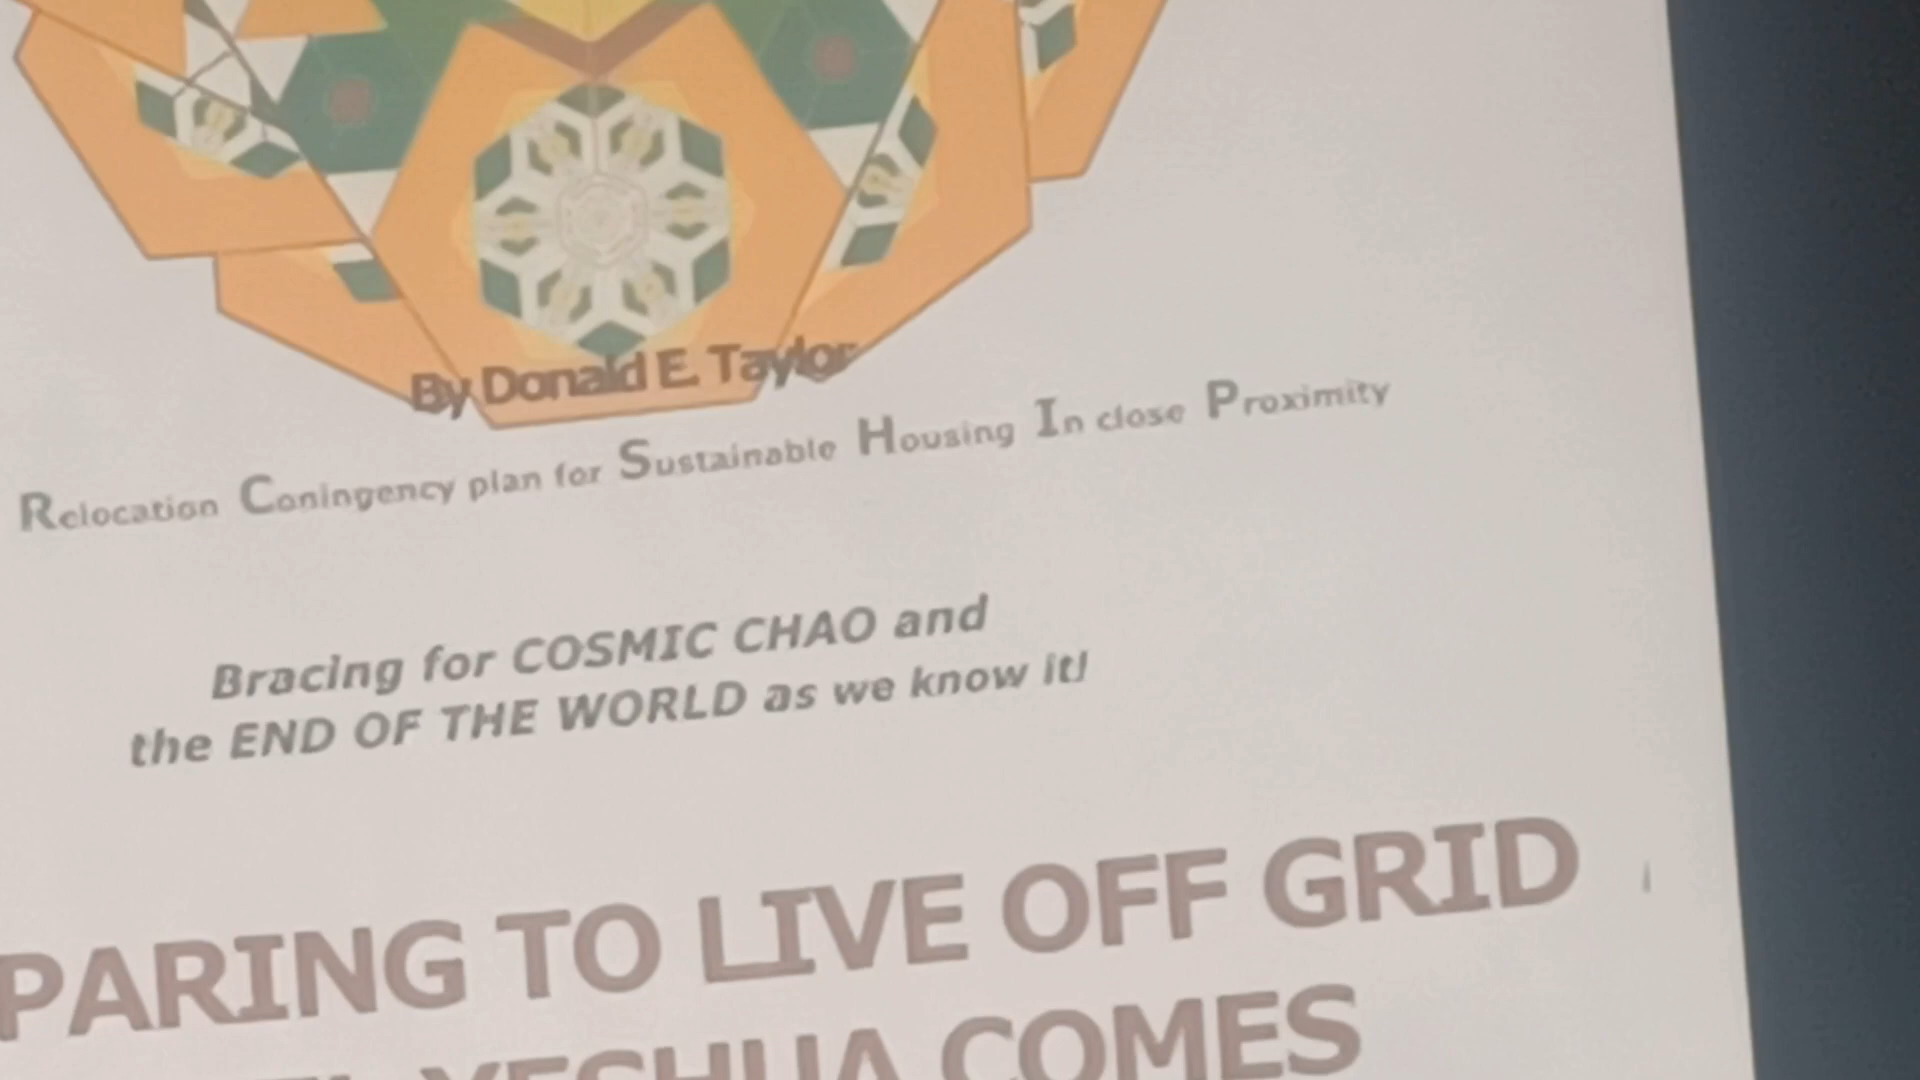 By Donald E. Taylor
Relocation Coningency plan for Sustainable Housing In close Proximity
Bracing for COSMIC CHAO and
the END OF THE WORLD as we know it!
PARING TO LIVE OFF GRID
YESHUA COMES